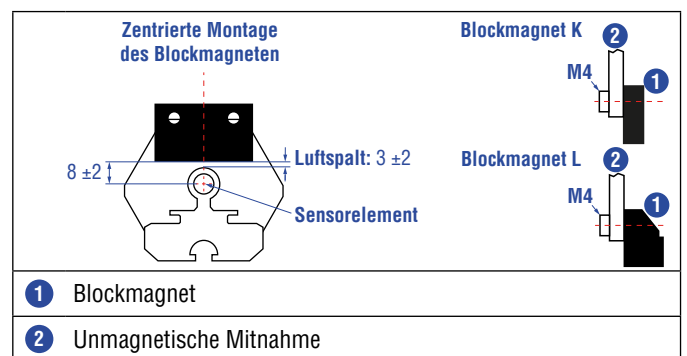 Zentrierte Montage
des Blockmagneten
8 ±2
Luftspalt: 3 ±2
Sensorelement
Blockmagnet K
2
M4
1
Blockmagnet L
2
M4
1
1 Blockmagnet
2 Unmagnetische Mitnahme